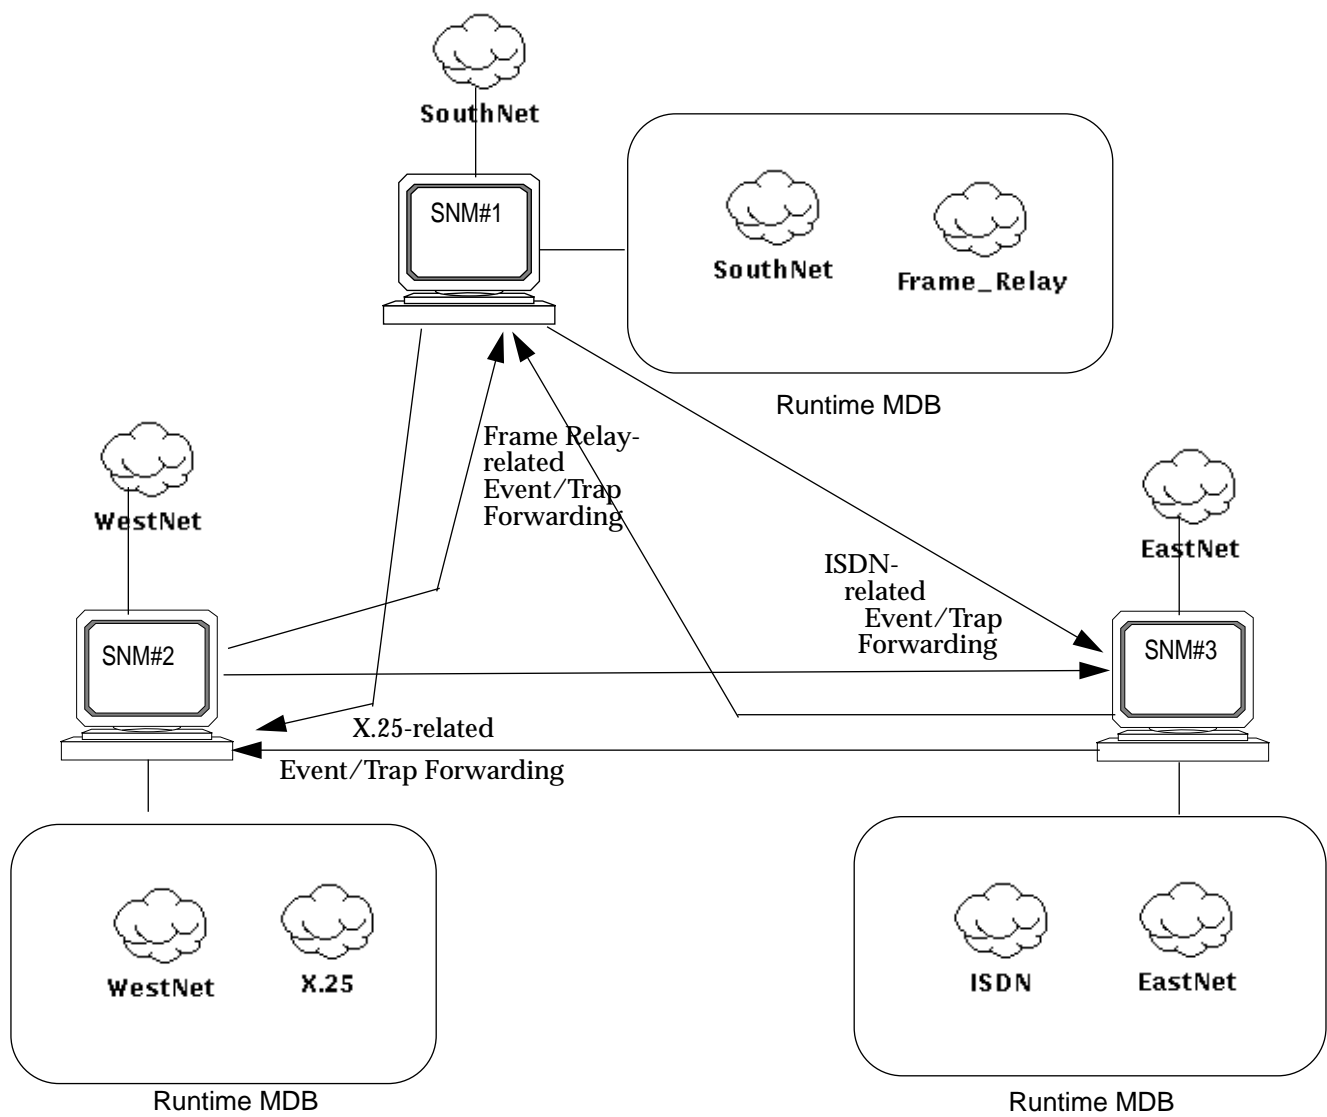 SouthNet
SNM#1
SouthNet
Frame_Relay
Runtime MDB
Frame Relay-
related
Event/Trap
Forwarding
WestNet
EastNet
ISDN-
related
Event/Trap
Forwarding
SNM#2
SNM#3
X.25-related
Event/Trap Forwarding
WestNet
X.25
ISDN
EastNet
Runtime MDB
Runtime MDB